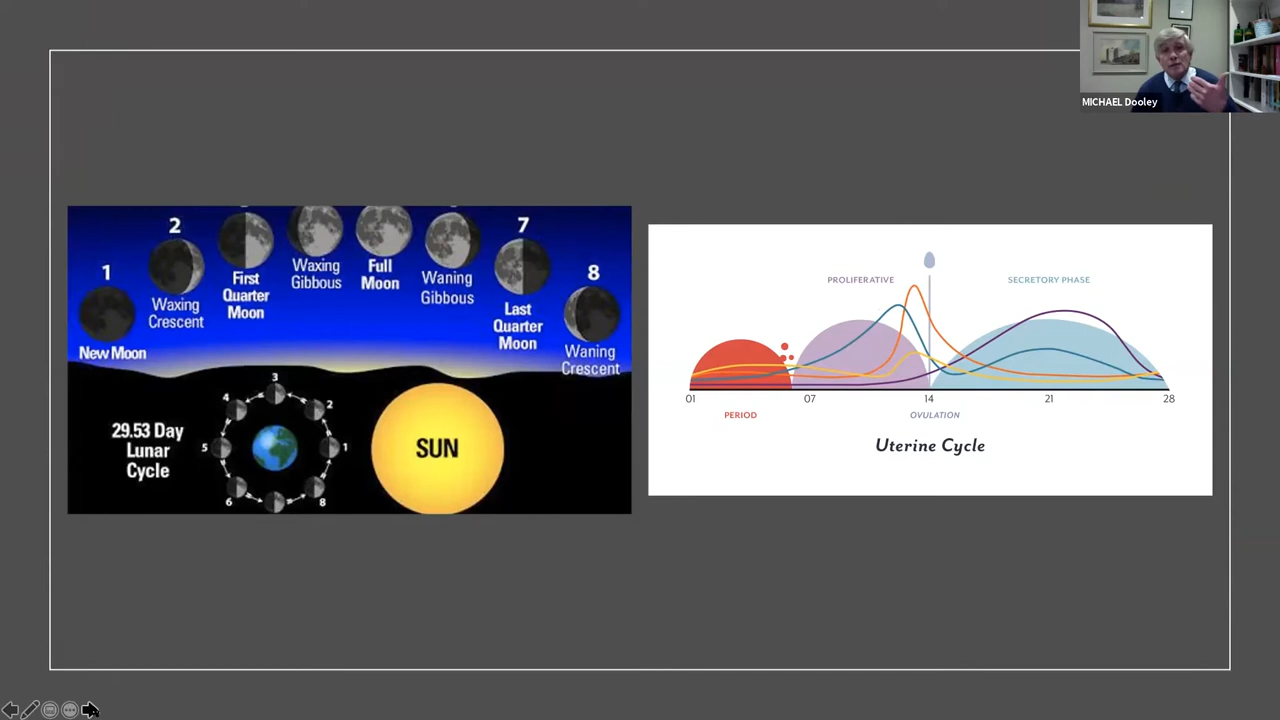 MICHAEL Dooley
1
New Moon
2
Waxing
Crescent
First
Quarter
Moon
Waxing
Gibbous
Full
Moon
Waning
Gibbous
7
Last
Quarter
Moon
8
Waning
Crescent
29.53 Day
Lunar
Cycle
3
4
2
5
1
6
8
SUN
PROLIFERATIVE
SECRETORY PHASE
01
07
14
21
28
PERIOD
OVULATION
Uterine Cycle